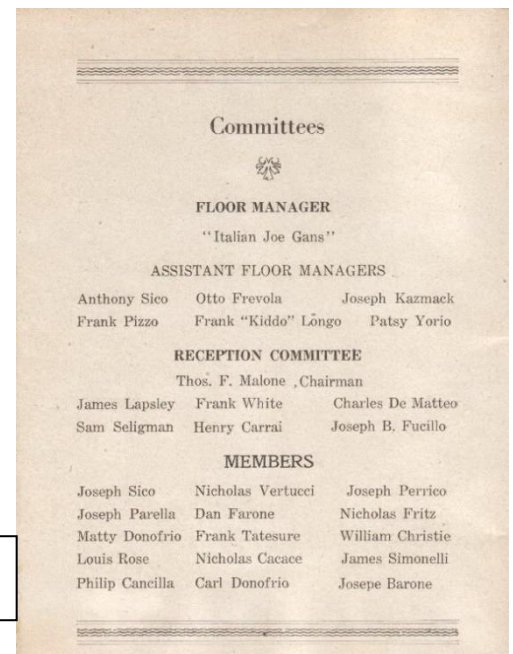 Committees
FLOOR MANAGER
"Italian Joe Gans"
ASSISTANT FLOOR MANAGERS
Anthony Sico Otto Frevola Joseph Kazmack
Frank Pizzo Frank "Kiddo" Longo Patsy Yorio
RECEPTION COMMITTEE
Thos. F. Malone , Chairman
James Lapsley Frank White Charles De Matteo
Sam Seligman Henry Carrai Joseph B. Fucillo
MEMBERS
Joseph Sico Nicholas Vertucci Joseph Perrico
Joseph Parella Dan Farone Nicholas Fritz
Matty Donofrio Frank Tatesure William Christie
Louis Rose Nicholas Cacace James Simonelli
Philip Cancilla Carl Donofrio Josepe Barone